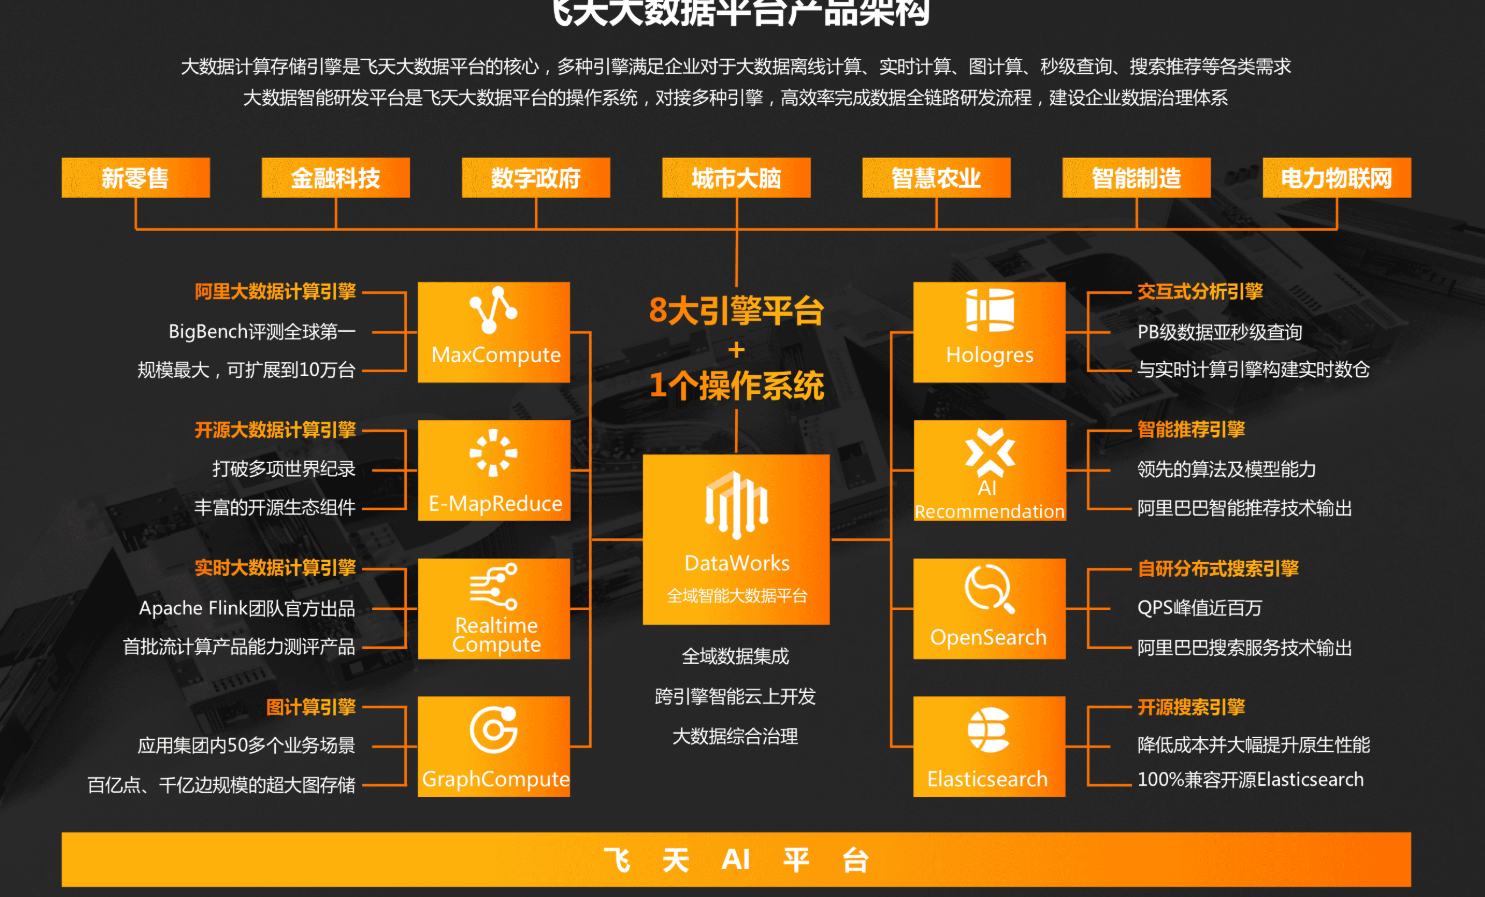 飞天大数据平台产品架构
大数据计算存储引擎是飞天大数据平台的核心，多种引擎满足企业对于大数据离线计算、实时计算、图计算、秒级查询、搜索推荐等各类需求
大数据智能研发平台是飞天大数据平台的操作系统，对接多种引擎，高效率完成数据全链路研发流程，建设企业数据治理体系
新零售
金融科技
数字政府
城市大脑
智慧农业
智能制造
电力物联网
阿里大数据计算引擎
BigBench评测全球第一
规模最大，可扩展到10万台
MaxCompute
开源大数据计算引擎
打破多项世界纪录
丰富的开源生态组件
E-MapReduce
实时大数据计算引擎
Apache Flink团队官方出品
首批流计算产品能力测评产品
Realtime
Compute
图计算引擎
应用集团内50多个业务场景
百亿点、千亿边规模的超大图存储
GraphCompute
8大引擎平台
+
1个操作系统
DataWorks
全域智能大数据平台
全域数据集成
跨引擎智能云上开发
大数据综合治理
Hologres
交互式分析引擎
PB级数据亚秒级查询
与实时计算引擎构建实时数仓
AI
Recommendation
智能推荐引擎
领先的算法及模型能力
阿里巴巴智能推荐技术输出
OpenSearch
自研分布式搜索引擎
QPS峰值近百万
阿里巴巴搜索服务技术输出
Elasticsearch
开源搜索引擎
降低成本并大幅提升原生性能
100%兼容开源Elasticsearch
飞天AI平台